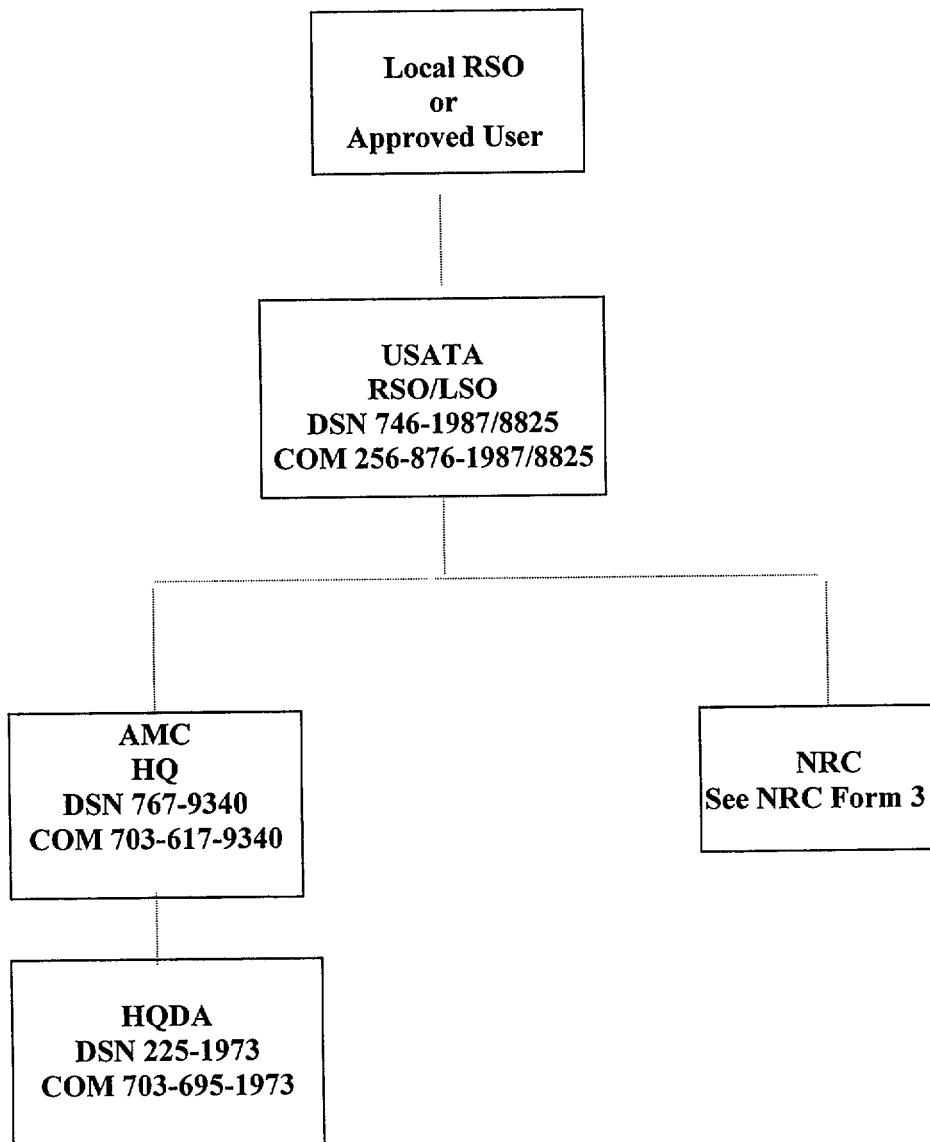 Local RSO
or
Approved User
USATA
RSO/LSO
DSN 746-1987/8825
COM 256-876-1987/8825
AMC
HQ
DSN 767-9340
COM 703-617-9340
NRC
See NRC Form 3
HQDA
DSN 225-1973
COM 703-695-1973